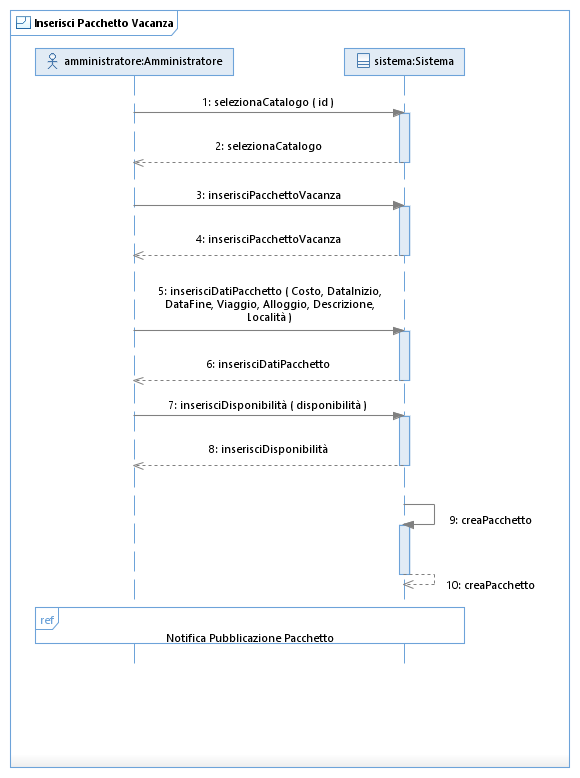 Inserisci Pacchetto Vacanza
amministratore:Amministratore
sistema:Sistema
1: selezionaCatalogo ( id )
2: selezionaCatalogo
3: inserisciPacchettoVacanza
4: inserisciPacchettoVacanza
5: inserisciDatiPacchetto ( Costo, DataInizio,
DataFine, Viaggio, Alloggio, Descrizione,
Località )
6: inserisciDatiPacchetto
7: inserisciDisponibilità ( disponibilità )
8: inserisciDisponibilità
9: creaPacchetto
10: creaPacchetto
ref
Notifica Pubblicazione Pacchetto